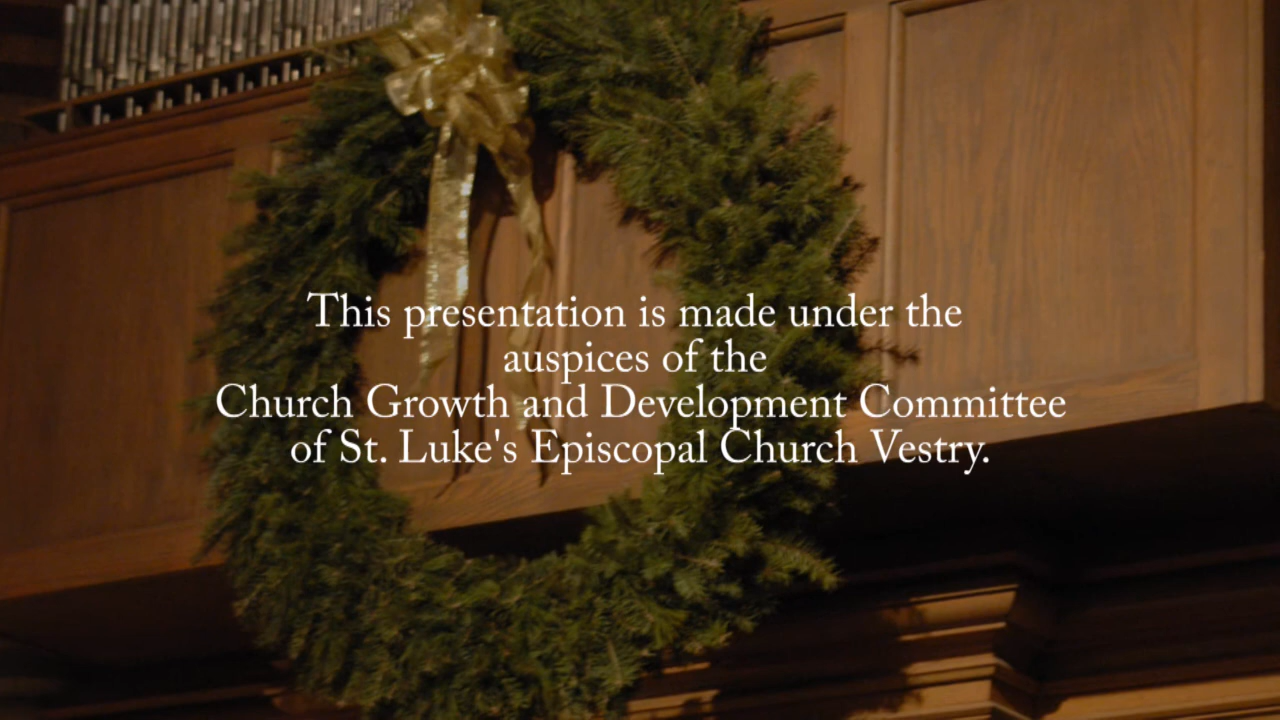 This presentation is made under the
auspices of the
Church Growth and Development Committee
of St. Luke's Episcopal Church Vestry.